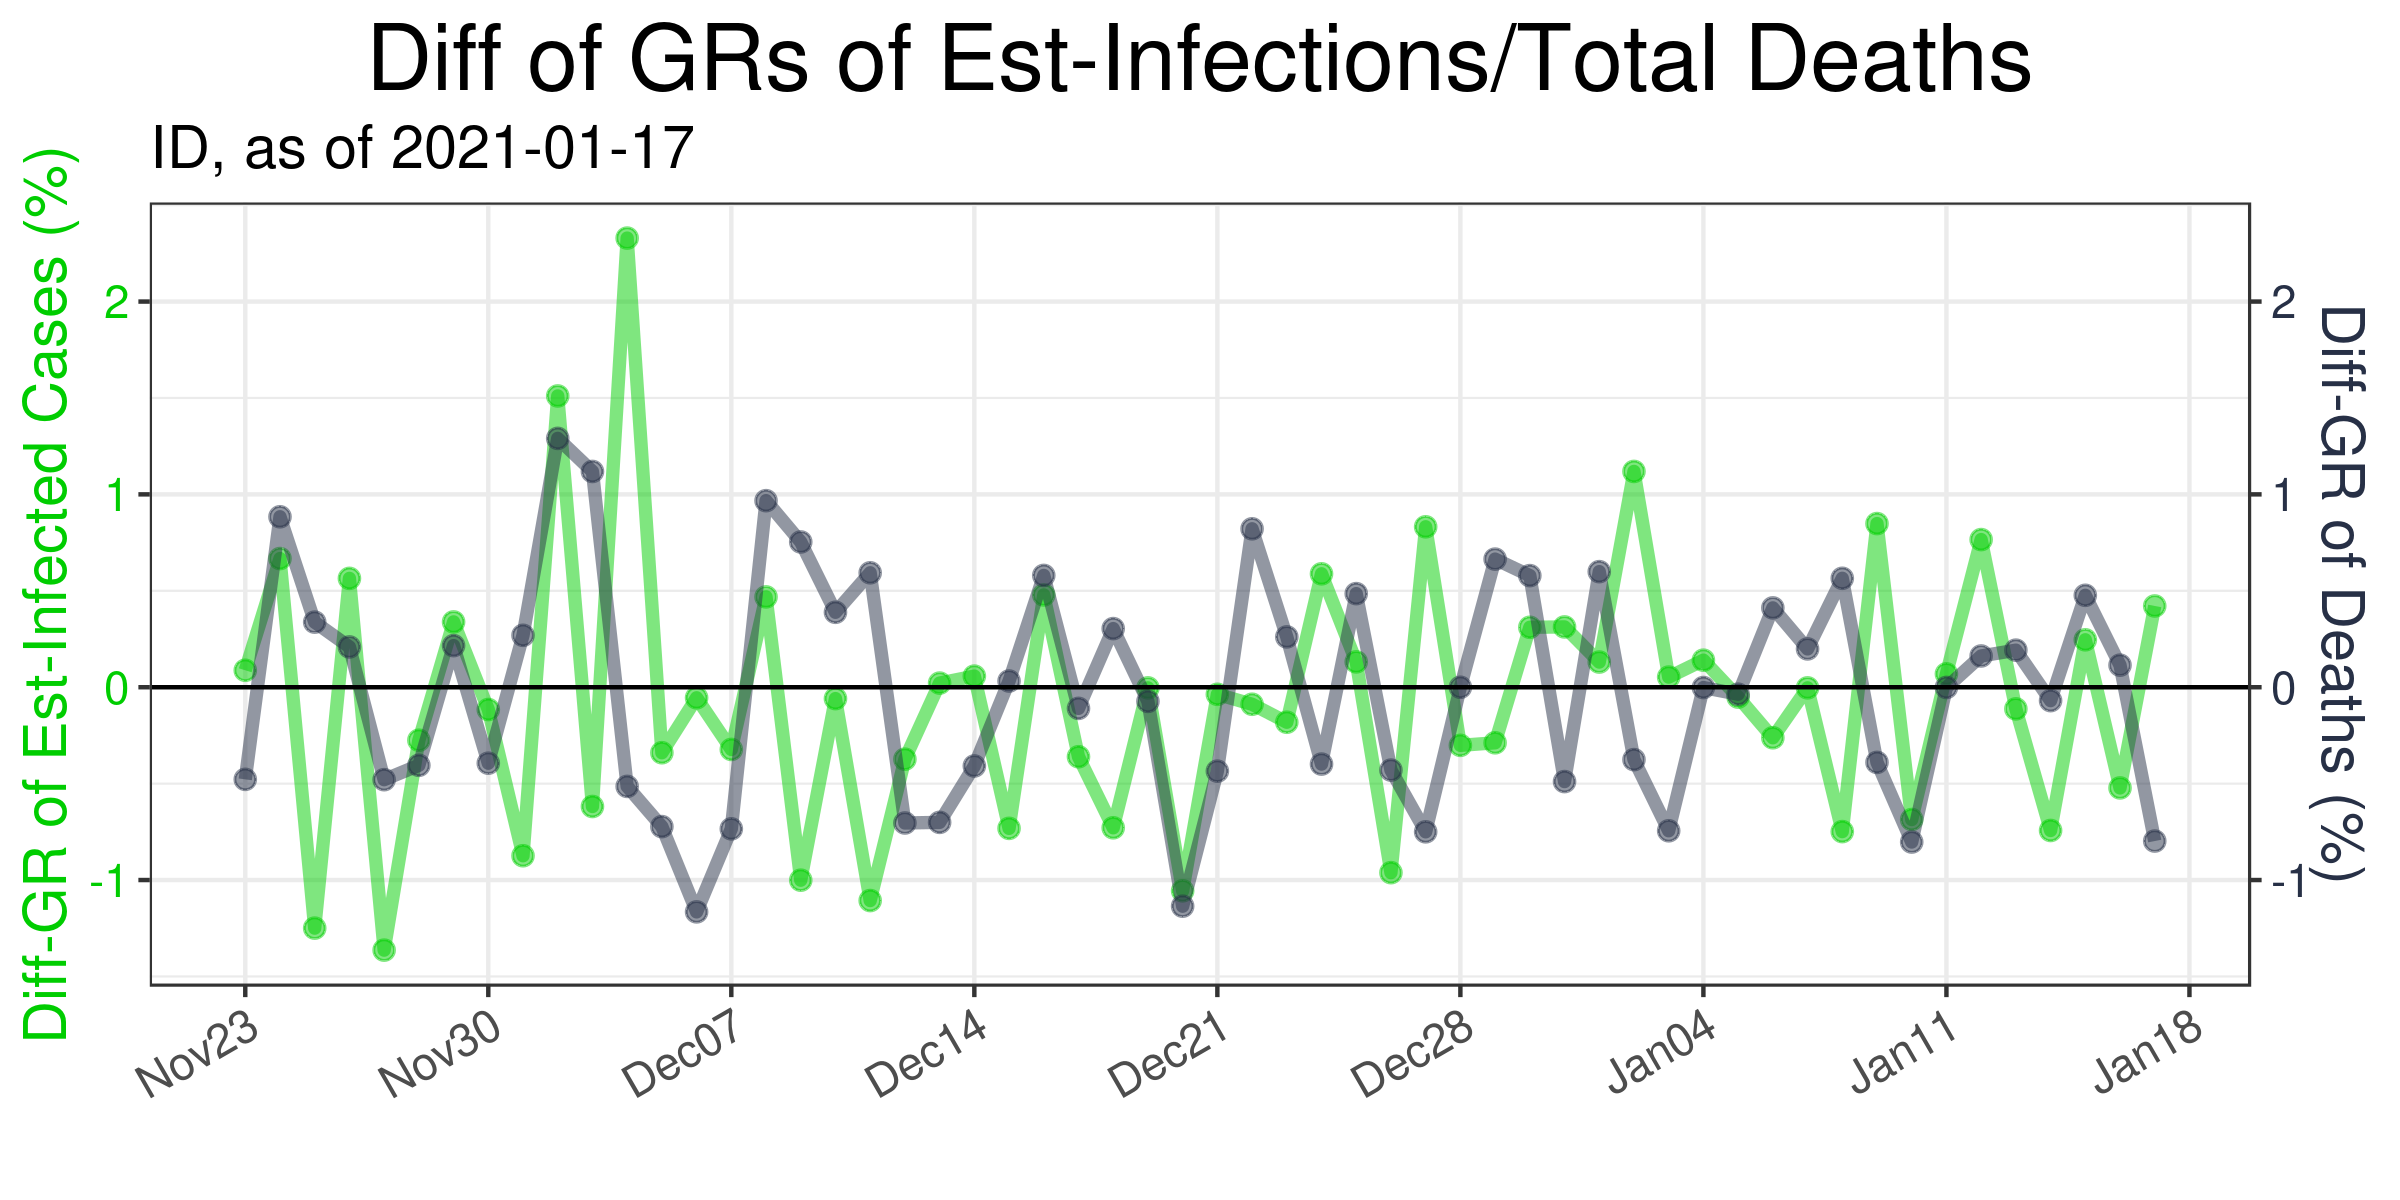 Diff of GRs of Est-Infections/Total Deaths
ID, as of 2021-01-17
Diff-GR of Est-Infected Cases (%)
2
1
0
-1
2
1
0
-1
Diff-GR of Deaths (%)
Nov23
Nov30
Dec07
Dec14
Dec21
Dec28
Jan04
Jan11
Jan18